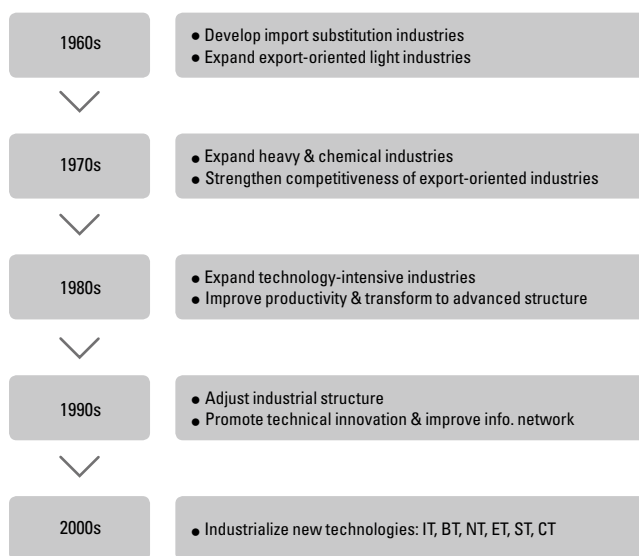 1960s
● Develop import substitution industries
● Expand export-oriented light industries
1970s
● Expand heavy & chemical industries
● Strengthen competitiveness of export-oriented industries
1980s
● Expand technology-intensive industries
● Improve productivity & transform to advanced structure
1990s
● Adjust industrial structure
● Promote technical innovation & improve info. network
2000s
● Industrialize new technologies: IT, BT, NT, ET, ST, CT